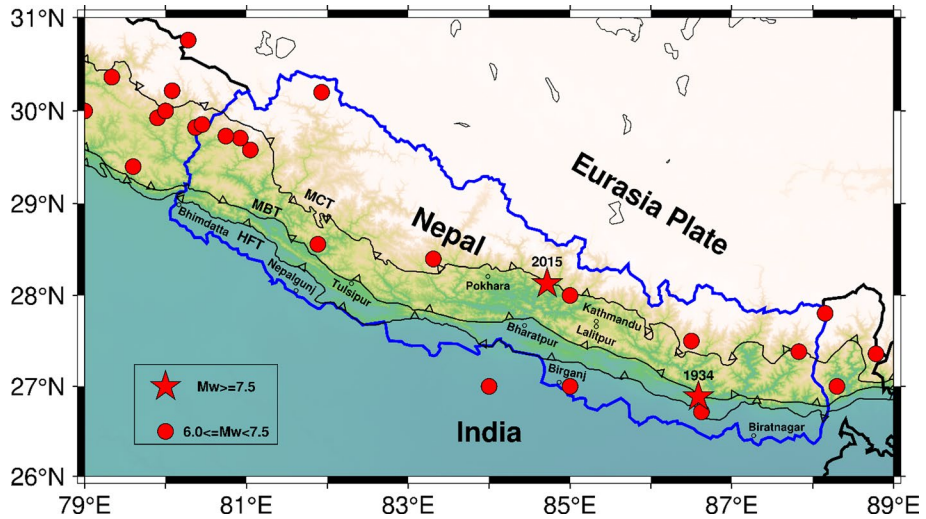 31°N
30°N
29°N
28°N
27°N
26°N
Eurasia Plate
Nepal
MCT
MBT
HFT
Bhimdatta
Nepalgunj
Tulsipur
2015
Pokhara
Kathmandu
Lalitpur
Bharatpur
Birganj
1934
Biratnagar
India
Mw>=7.5
6.0<=Mw<7.5
79°E
81°E
83°E
85°E
87°E
89°E